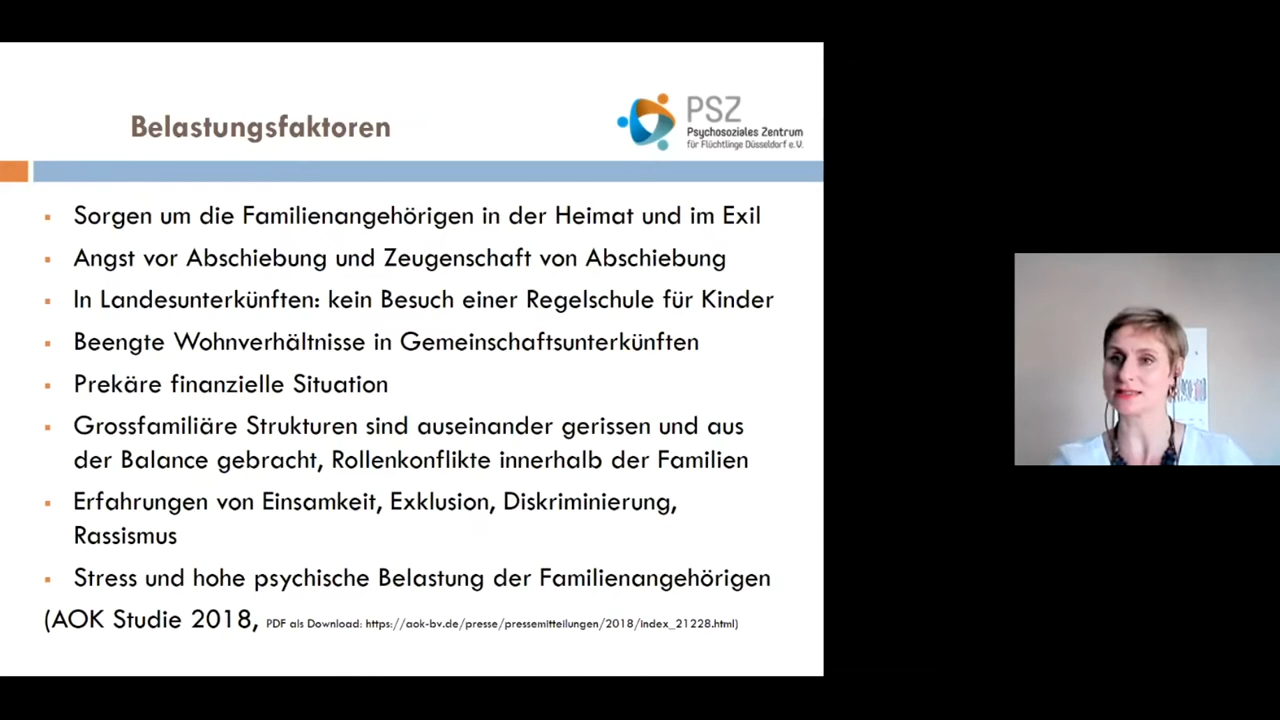 Belastungsfaktoren
PSZ
Psychosoziales Zentrum
für Flüchtlinge Düsseldorf e.V.
▪ Sorgen um die Familienangehörigen in der Heimat und im Exil
▪ Angst vor Abschiebung und Zeugenschaft von Abschiebung
▪ In Landesunterkünften: kein Besuch einer Regelschule für Kinder
▪ Beengte Wohnverhältnisse in Gemeinschaftsunterkünften
▪ Prekäre finanzielle Situation
▪ Grossfamiliäre Strukturen sind auseinander gerissen und aus
der Balance gebracht, Rollenkonflikte innerhalb der Familien
▪ Erfahrungen von Einsamkeit, Exklusion, Diskriminierung,
Rassismus
▪ Stress und hohe psychische Belastung der Familienangehörigen
(AOK Studie 2018, PDF als Download: https://aok-bv.de/presse/pressemitteilungen/2018/index_21228.html)